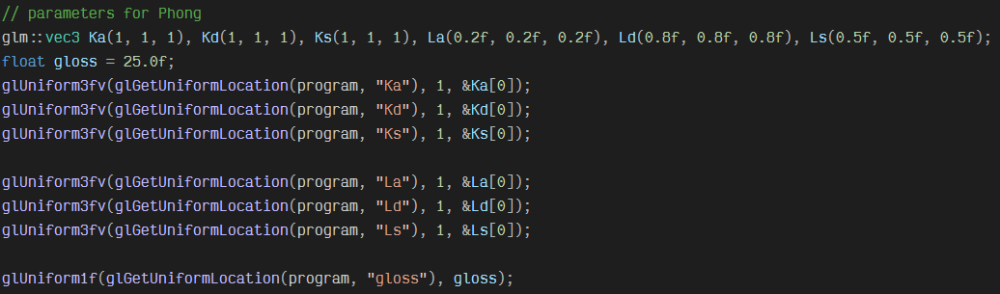 // parameters for Phong
glm::vec3 Ka(1, 1, 1), Kd(1, 1, 1), Ks(1, 1, 1), La(0.2f, 0.2f, 0.2f), Ld(0.8f, 0.8f, 0.8f), Ls(0.5f, 0.5f, 0.5f);
float gloss = 25.0f;
glUniform3fv(glGetUniformLocation(program, "Ka"), 1, &Ka[0]);
glUniform3fv(glGetUniformLocation(program, "Kd"), 1, &Kd[0]);
glUniform3fv(glGetUniformLocation(program, "Ks"), 1, &Ks[0]);
glUniform3fv(glGetUniformLocation(program, "La"), 1, &La[0]);
glUniform3fv(glGetUniformLocation(program, "Ld"), 1, &Ld[0]);
glUniform3fv(glGetUniformLocation(program, "Ls"), 1, &Ls[0]);
glUniform1f(glGetUniformLocation(program, "gloss"), gloss);